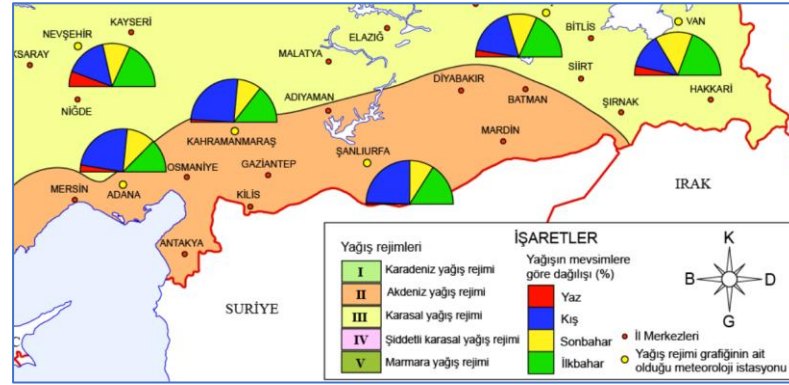 KAYSERİ
NEVŞEHİR
KSARAY
NİĞDE
ELAZIĞ
MALATYA
BİTLİS
VAN
SİİRT
HAKKARİ
ŞIRNAK
DİYABAKIR
BATMAN
ADIYAMAN
MARDİN
KAHRAMANMARAŞ
ŞANLIURFA
OSMANİYE
GAZİANTEP
MERSİN
ADANA
KİLİS
ANTAKYA
IRAK
SURİYE
İŞARETLER
Yağış rejimleri
I Karadeniz yağış rejimi
II Akdeniz yağış rejimi
III Karasal yağış rejimi
IV Şiddetli karasal yağış rejimi
V Marmara yağış rejimi
Yağışın mevsimlere
göre dağılışı (%)
Yaz
Kış
Sonbahar
İlkbahar
K
B
D
G
İl Merkezleri
Yağış rejimi grafiğinin ait
olduğu meteoroloji istasyonu